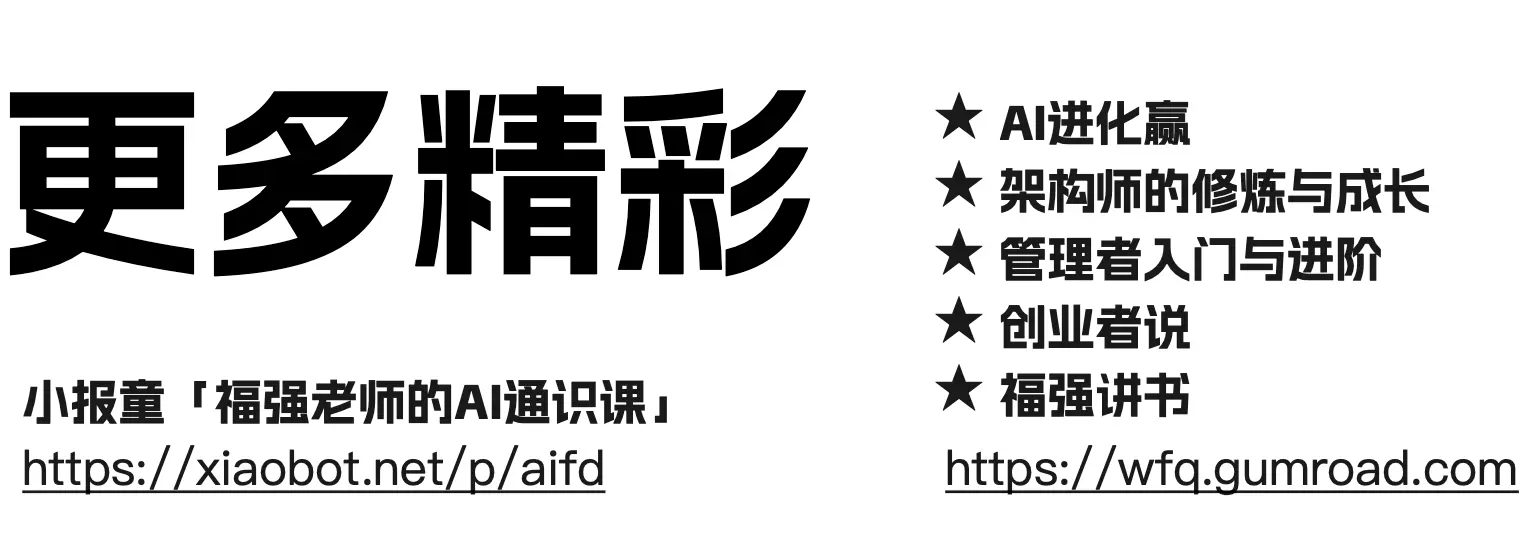 更多精彩
小报童「福强老师的AI通识课」
https://xiaobot.net/p/aifd
★ AI进化赢
★ 架构师的修炼与成长
★ 管理者入门与进阶
★ 创业者说
★ 福强讲书
https://wfq.gumroad.com